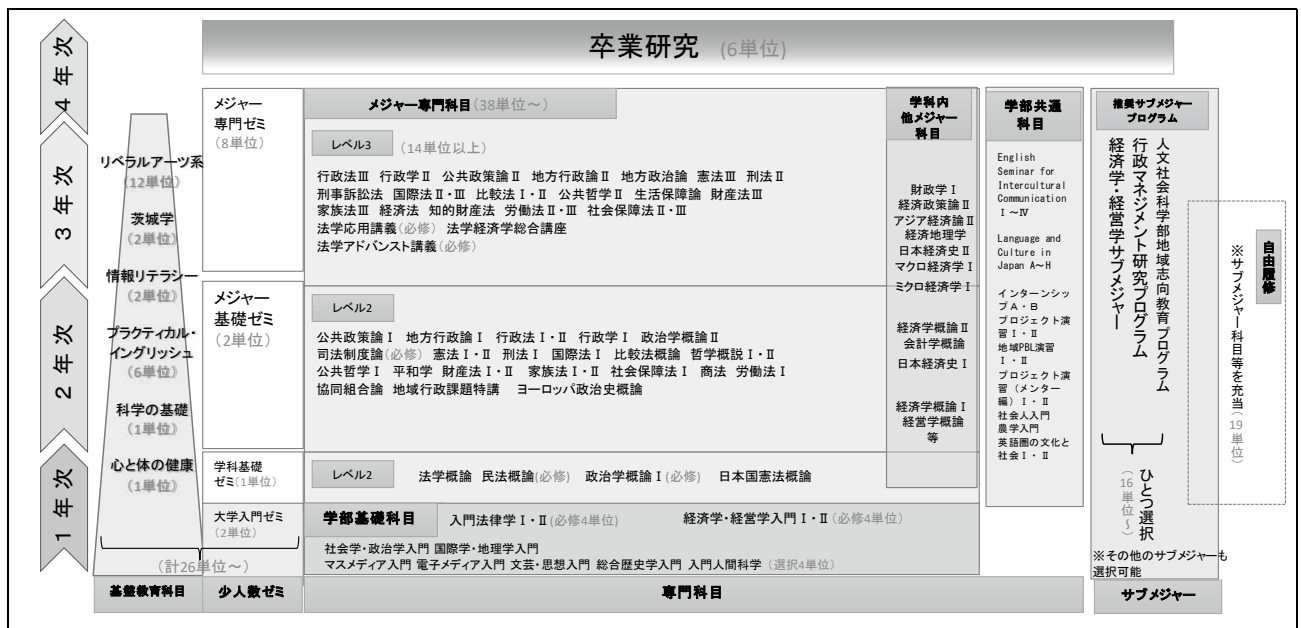 卒業研究 (6単位)
4年次
3年次
2年次
1年次
リベラルアーツ系
(12単位)
茨城学
(2単位)
情報リテラシー
(2単位)
プラクティカル・
イングリッシュ
(6単位)
科学の基礎
(1単位)
心と体の健康
(1単位)
(計26単位~)
基盤教育科目
メジャー
専門ゼミ
(8単位)
メジャー
基礎ゼミ
(2単位)
学科基礎
ゼミ(1単位)
大学入門ゼミ
(2単位)
少人数ゼミ
メジャー専門科目(38単位~)
レベル3 (14単位以上)
行政法Ⅲ 行政学Ⅱ 公共政策論Ⅱ 地方行政論Ⅱ 地方政治論 憲法Ⅲ 刑法Ⅱ
刑事訴訟法 国際法Ⅱ・Ⅲ 比較法Ⅰ・Ⅱ 公共哲学Ⅱ 生活保障論 財産法Ⅲ
家族法Ⅲ 経済法 知的財産法 労働法Ⅱ・Ⅲ 社会保障法Ⅱ・Ⅲ
法学応用講義(必修) 法学経済学総合講座
法学アドバンスト講義(必修)
レベル2
公共政策論Ⅰ 地方行政論Ⅰ 行政法Ⅰ・Ⅱ 行政学Ⅰ 政治学概論Ⅱ
司法制度論(必修) 憲法Ⅰ・Ⅱ 刑法Ⅰ 国際法Ⅰ 比較法概論 哲学概説Ⅰ・Ⅱ
公共哲学Ⅰ 平和学 財産法Ⅰ・Ⅱ 家族法Ⅰ・Ⅱ 社会保障法Ⅰ 商法 労働法Ⅰ
協同組合論 地域行政課題特講 ヨーロッパ政治史概論
レベル2 法学概論 民法概論(必修) 政治学概論Ⅰ(必修) 日本国憲法概論
学部基礎科目 入門法律学Ⅰ・Ⅱ(必修4単位) 経済学・経営学入門Ⅰ・Ⅱ(必修4単位)
社会学・政治学入門 国際学・地理学入門
マスメディア入門 電子メディア入門 文芸・思想入門 総合歴史学入門 入門人間科学 (選択4単位)
専門科目
学科内
他メジャー
科目
財政学Ⅰ
経済政策論Ⅱ
アジア経済論Ⅱ
経済地理学
日本経済史Ⅱ
マクロ経済学Ⅰ
ミクロ経済学Ⅰ
経済学概論Ⅱ
会計学概論
日本経済史Ⅰ
経済学概論Ⅰ
経営学概論
等
学部共通
科目
English
Seminar for
Intercultural
Communication
Ⅰ~Ⅳ
Language and
Culture in
Japan A~H
インターンシッ
プA・B
プロジェクト演
習Ⅰ・Ⅱ
地域PBL演習
Ⅰ・Ⅱ
プロジェクト演
習(メンター
編)Ⅰ・Ⅱ
社会人入門
農学入門
英語圏の文化と
社会Ⅰ・Ⅱ
推奨サブメジャー
プログラム
人文社会科学部地域志向教育プログラム
行政マネジメント研究プログラム
経済学・経営学サブメジャー
ひとつ選択
(16単位~)
※その他のサブメジャーも
選択可能
サブメジャー
自由履修
※サブメジャー科目等を充当(19単位)